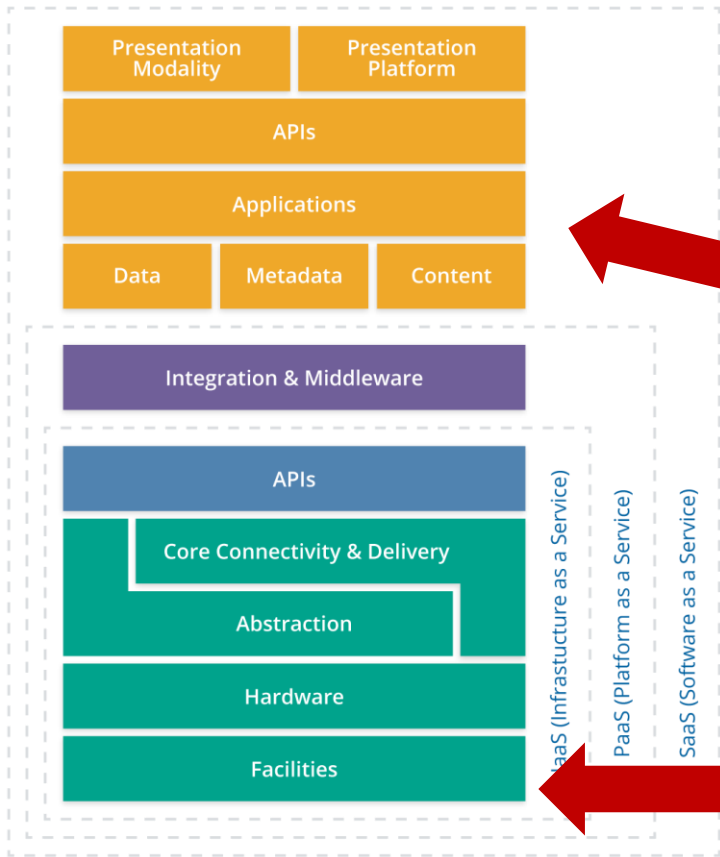 Presentation
Modality
Presentation
Platform
APIs
Applications
Data
Metadata
Content
Integration & Middleware
APIs
Core Connectivity & Delivery
Abstraction
Hardware
Facilities
IaaS (Infrastucture as a Service)
PaaS (Platform as a Service)
SaaS (Software as a Service)